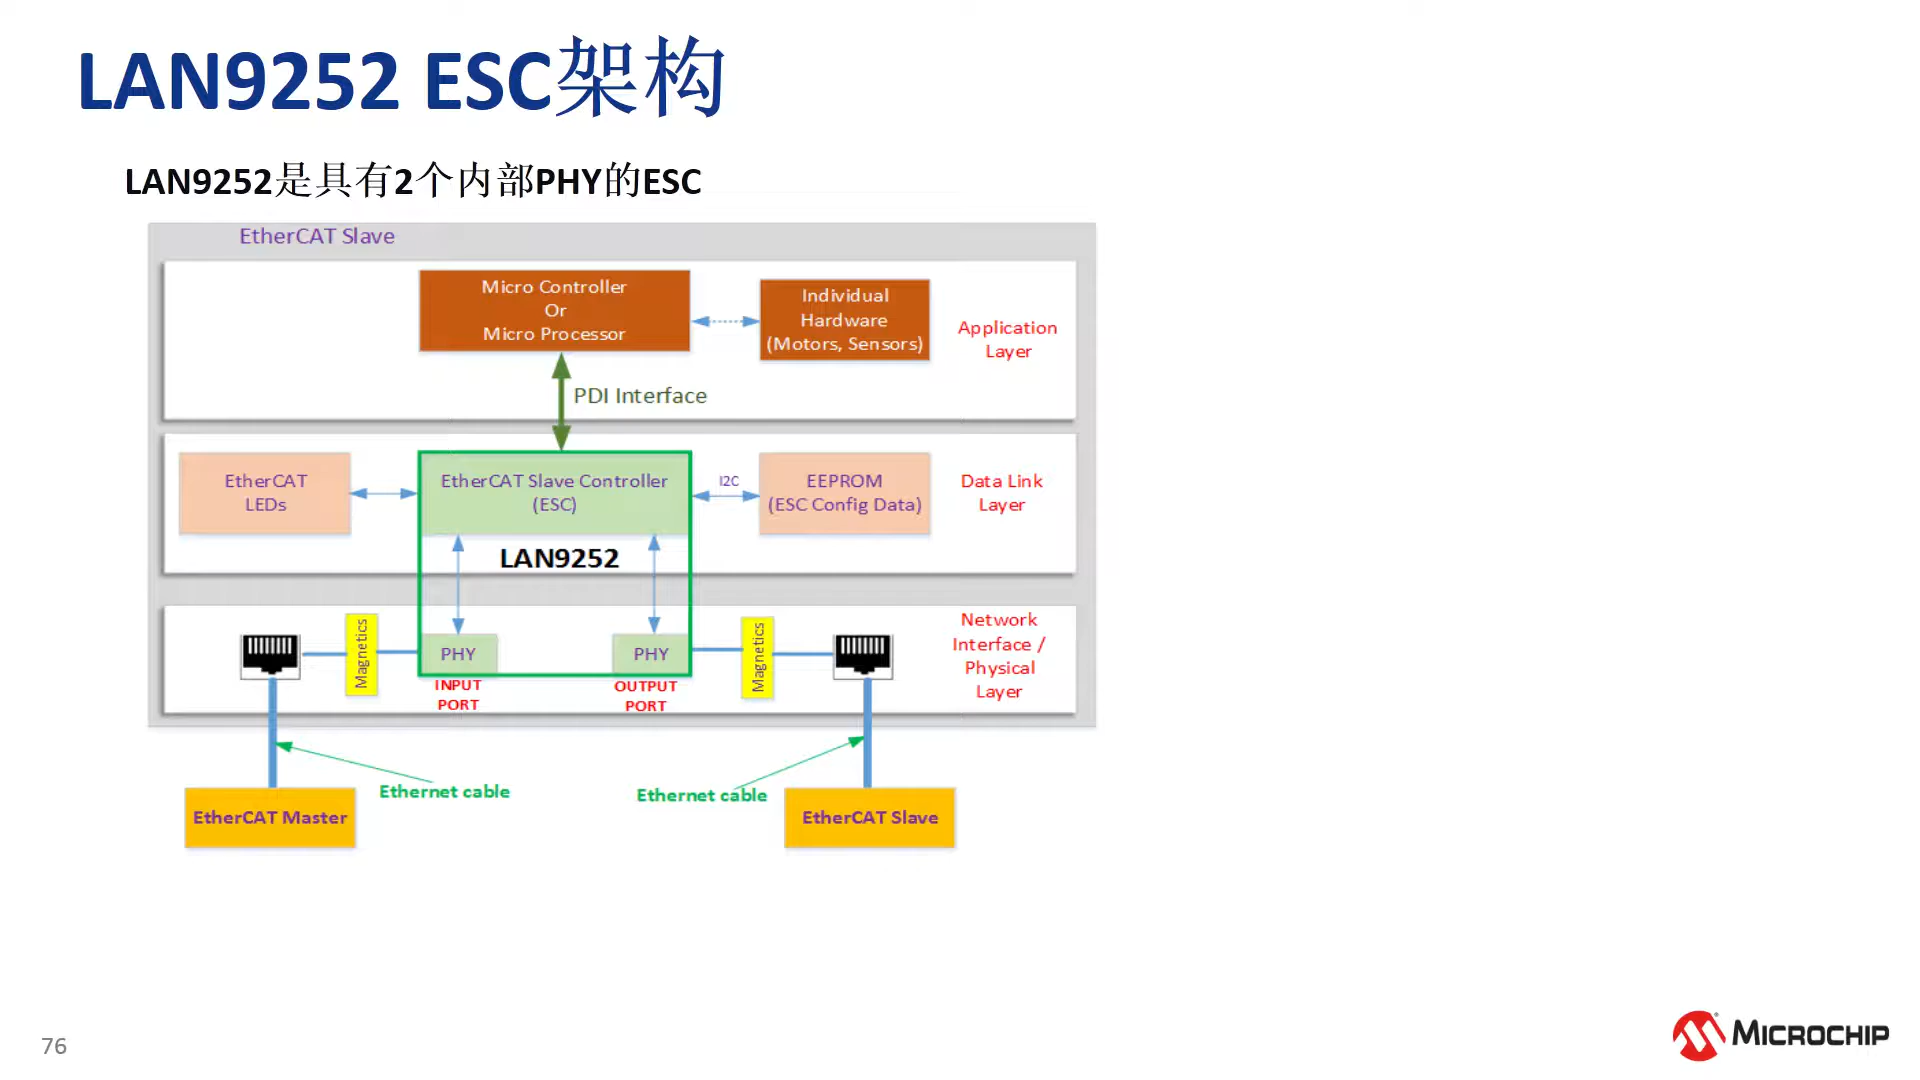 LAN9252 ESC架构
LAN9252是具有2个内部PHY的ESC
EtherCAT Slave
Micro Controller
Or
Micro Processor
Individual
Hardware
(Motors, Sensors)
Application
Layer
PDI Interface
EtherCAT
LEDs
EtherCAT Slave Controller
(ESC)
I2C
EEPROM
(ESC Config Data)
Data Link
Layer
LAN9252
Magnetics
PHY
INPUT
PORT
PHY
OUTPUT
PORT
Magnetics
Network
Interface /
Physical
Layer
Ethernet cable
Ethernet cable
EtherCAT Master
EtherCAT Slave
76
MICROCHIP